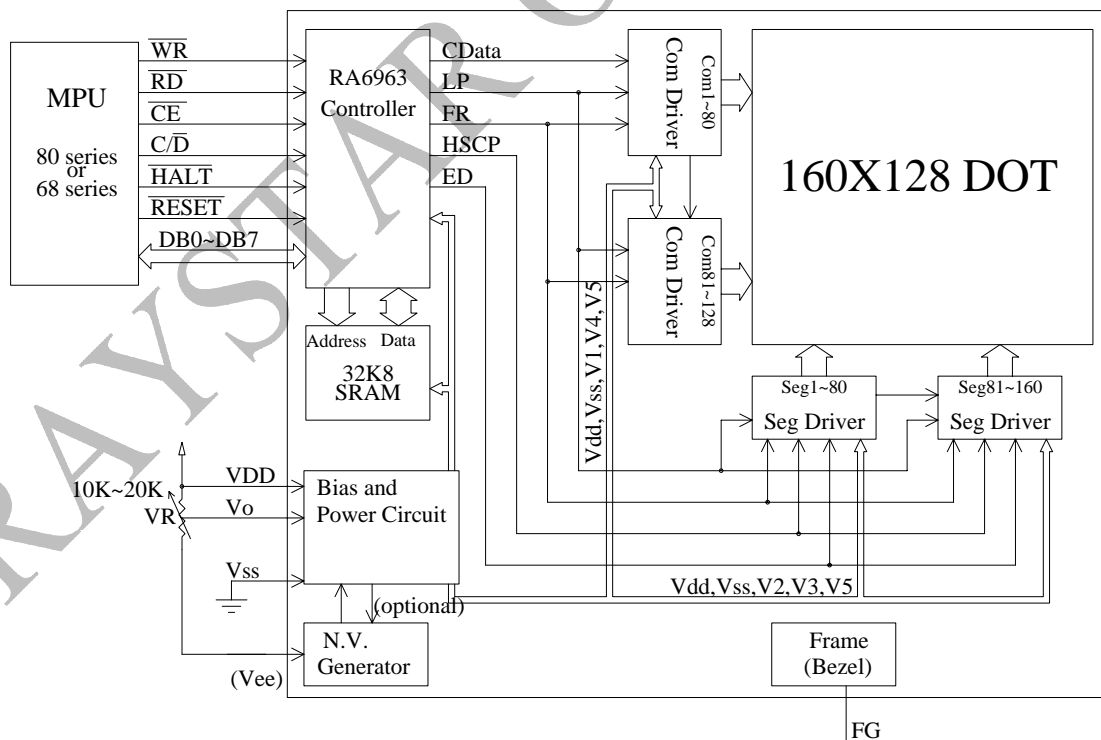 MPU
80 series
or
68 series
WR
RD
CE
C/D
HALT
RESET
DB0~DB7
RA6963
Controller
CData
LP
FR
HSCP
ED
Com Driver
Com1~80
Com Driver
Com81~128
160X128 DOT
Address
Data
32K8
SRAM
Vdd,Vss,V1,V4,V5
Seg1~80
Seg Driver
Seg81~160
Seg Driver
10K~20K
VR
VDD
Vo
Vss
Bias and
Power Circuit
(optional)
N.V.
Generator
(Vee)
Vdd,Vss,V2,V3,V5
Frame
(Bezel)
FG
RAYSTAR